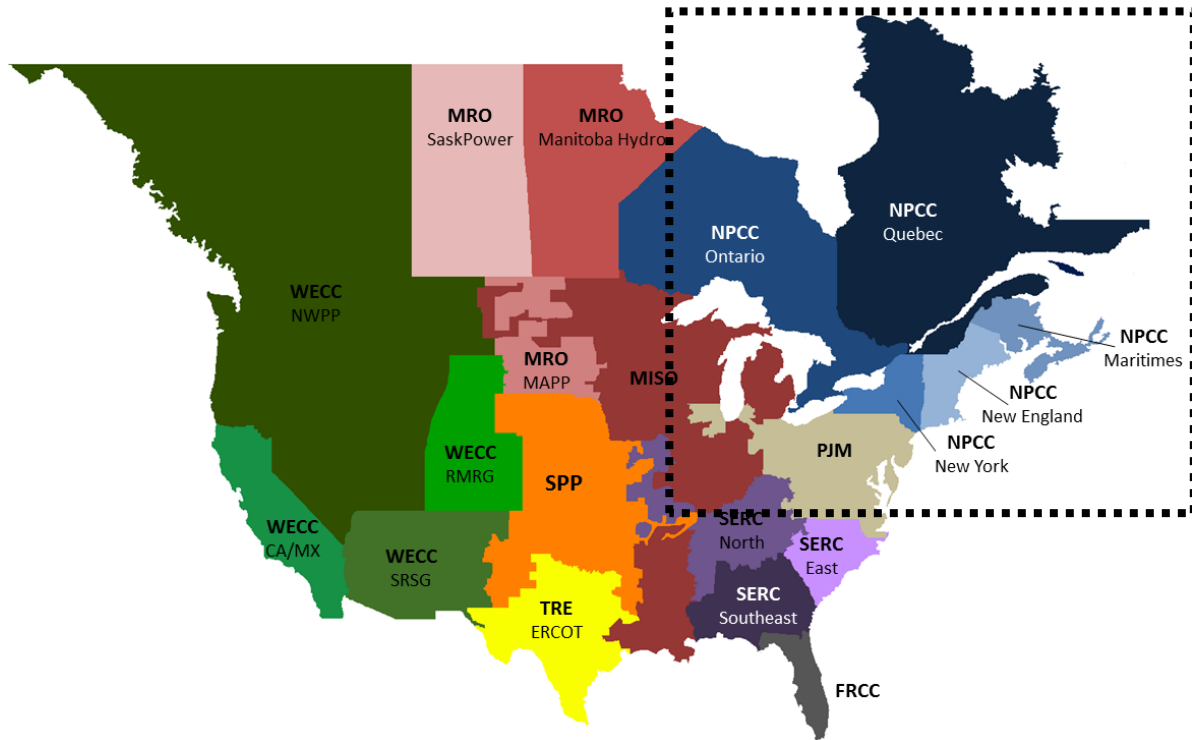 MRO
SaskPower
MRO
Manitoba Hydro
NPCC
Quebec
NPCC
Ontario
WECC
NWPP
NPCC
Maritimes
MRO
MAPP
MISO
NPCC
New England
WECC
RMRG
SPP
PJM
NPCC
New York
WECC
CA/MX
WECC
SRSG
SERC
North
SERC
East
TRE
ERCOT
SERC
Southeast
FRCC